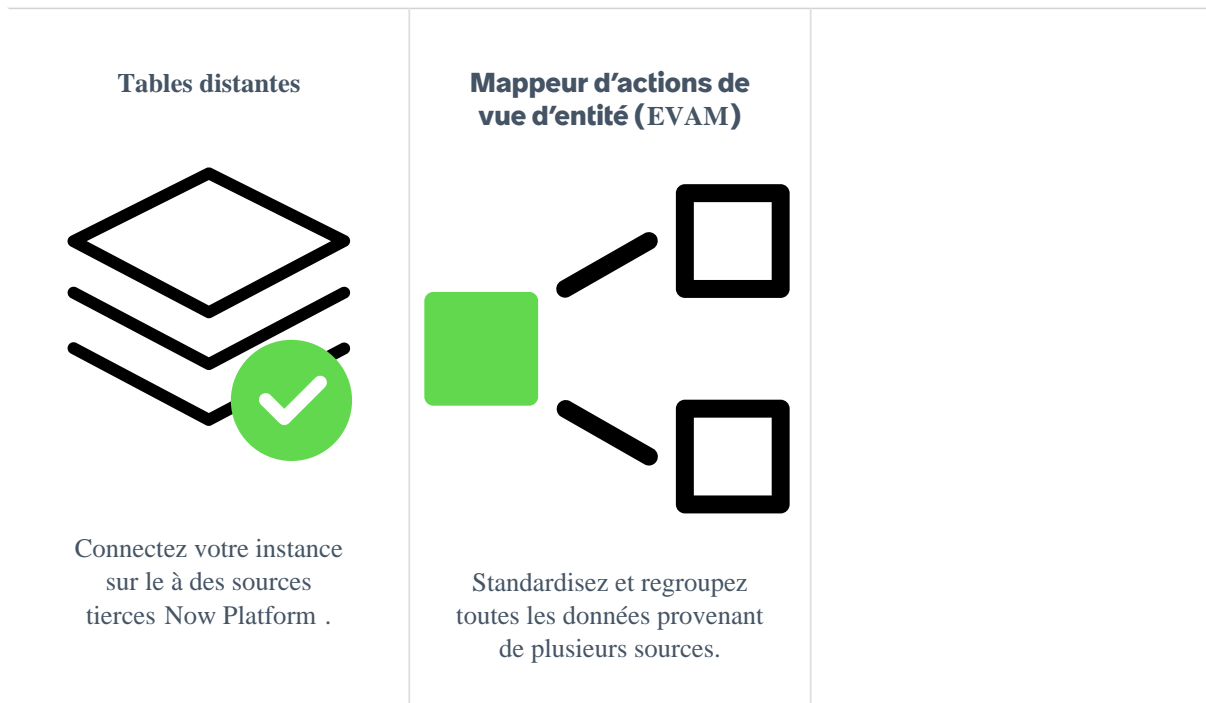 Tables distantes
Connectez votre instance
sur le à des sources
tierces Now Platform .
Mappeur d’actions de
vue d’entité (EVAM)
Standardisez et regroupez
toutes les données provenant
de plusieurs sources.